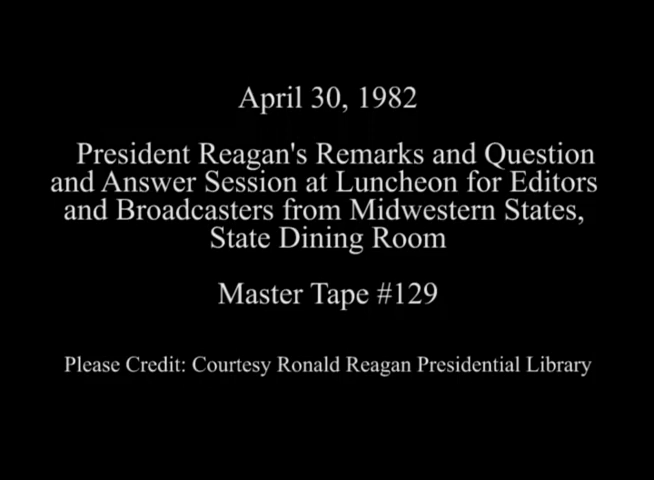 April 30, 1982
President Reagan's Remarks and Question
and Answer Session at Luncheon for Editors
and Broadcasters from Midwestern States,
State Dining Room
Master Tape #129
Please Credit: Courtesy Ronald Reagan Presidential Library